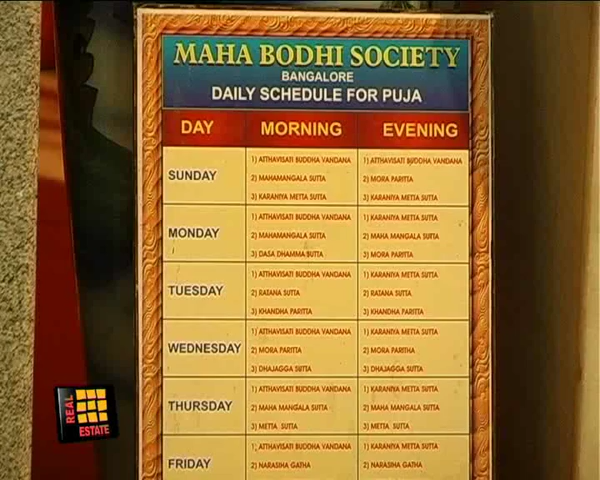 MAHA BODHI SOCIETY
BANGALORE
DAILY SCHEDULE FOR PUJA
DAY MORNING EVENING
SUNDAY
1) ATTHAVISATI BUDDHA VANDANA
2) MAHAMANGALA SUTTA
3) KARANIYA METTA SUTTA
1) ATTHAVISATI BUDDHA VANDANA
2) MORA PARITTA
3) KARANIYA METTA SUTTA
MONDAY
1) ATTHAVISATI BUDDHA VANDANA
2) MAHAMANGALA SUTTA
3) DASA DHAMMA SUTTA
1) KARANIYA METTA SUTTA
2) MAHA MANGALA SUTTA
3) MORA PARITTA
TUESDAY
1) ATTHAVISATI BUDDHA VANDANA
2) RATANA SUTTA
3) KHANDHA PARITTA
1) KARANIYA METTA SUTTA
2) RATANA SUTTA
3) KHANDHA PARITTA
WEDNESDAY
1) ATTHAVISATI BUDDHA VANDANA
2) MORA PARITTA
3) DHAJAGGA SUTTA
1) KARANIYA METTA SUTTA
2) MORA PARITHA
3) DHAJAGGA SUTTA
THURSDAY
1) ATTHAVISATI BUDDHA VANDANA
2) MAHA MANGALA SUTTA
3) METTA SUTTA
1) KARANIYA METTA SUTTA
2) MAHA MANGALA SUTTA
3) METTA SUTTA
FRIDAY
1) ATTHAVISATI BUDDHA VANDANA
2) NARASIHA GATHA
1) KARANIYA METTA SUTTA
2) NARASIHA GATHA
REAL
ESTATE